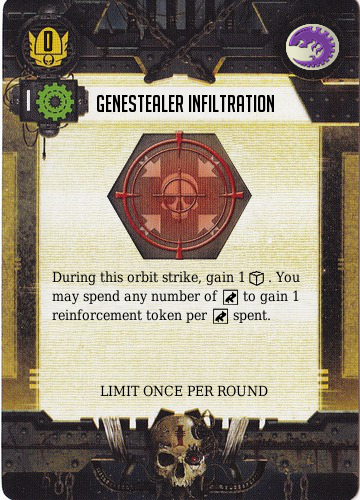 0
I
GENESTEALER INFILTRATION
During this orbit strike, gain 1 . You
may spend any number of to gain 1
reinforcement token per spent.
LIMIT ONCE PER ROUND